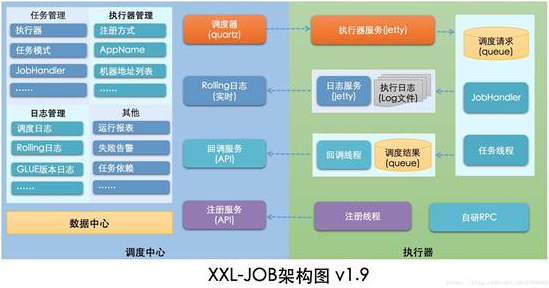 任务管理
执行器
任务模式
JobHandler
……
执行器管理
注册方式
AppName
机器地址列表
……
日志管理
调度日志
Rolling日志
GLUE版本日志
……
其他
运行报表
失败告警
任务依赖
……
数据中心
调度器
(quartz)
Rolling日志
(实时)
回调服务
(API)
注册服务
(API)
调度中心
执行器服务(jetty)
调度请求
(queue)
日志服务
(jetty)
执行日志
(Log文件)
JobHandler
回调线程
调度结果
(queue)
任务线程
注册线程
自研RPC
执行器
XXL-JOB架构图 v1.9